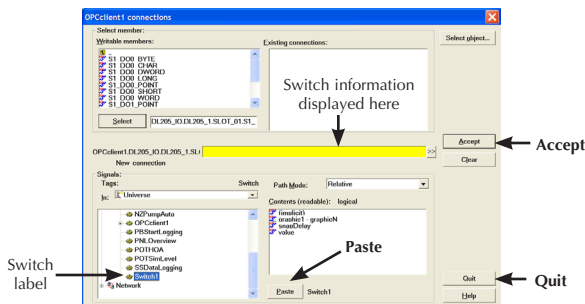 OPCclient1 connections
Select member:
Writable members:
Existing connections:
Select object...
S1_DO0_BYTE
S1_DO0_CHAR
S1_DO0_DWORD
S1_DO0_LONG
S1_DO0_POINT
S1_DO0_SHORT
S1_DO0_WORD
S1_DO1_POINT
Switch information
displayed here
Select
DL205_IO.DL205_1.SLOT_01.S1_
Accept
Accept
OPCclient1.DL205_IO.DL205_1.SL(
>>
Clear
New connection
Signals:
Tags:
Switch
Path Mode:
Relative
In:
Universe
Contents (readable):
logical
NZPumpAuto
OPCclient1
PBStartLogging
PNLOverview
POTHOA
POTSimLevel
SSDataLogging
Switch1
Network
(implicit)
graphic1 - graphicN
snapDelay
value
Paste
Switch
label
Paste
Switch1
Quit
Quit
Help